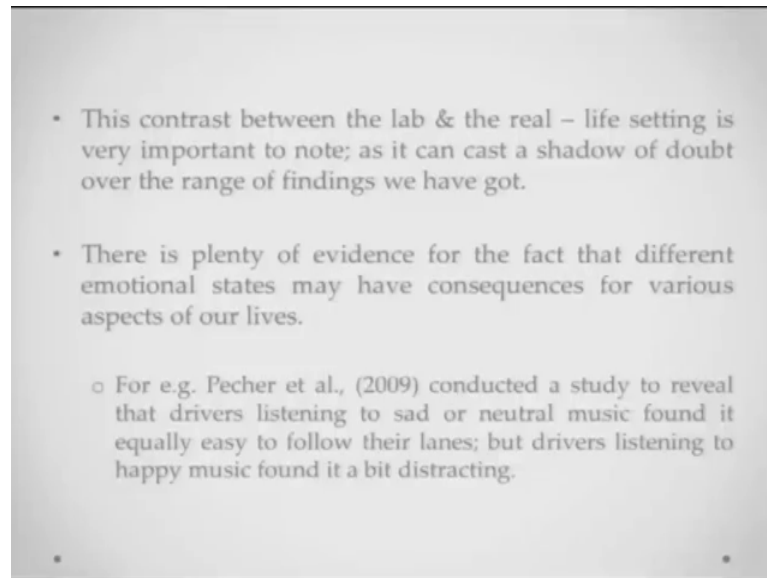 • This contrast between the lab & the real – life setting is
very important to note; as it can cast a shadow of doubt
over the range of findings we have got.
• There is plenty of evidence for the fact that different
emotional states may have consequences for various
aspects of our lives.
o For e.g. Pecher et al., (2009) conducted a study to reveal
that drivers listening to sad or neutral music found it
equally easy to follow their lanes; but drivers listening to
happy music found it a bit distracting.